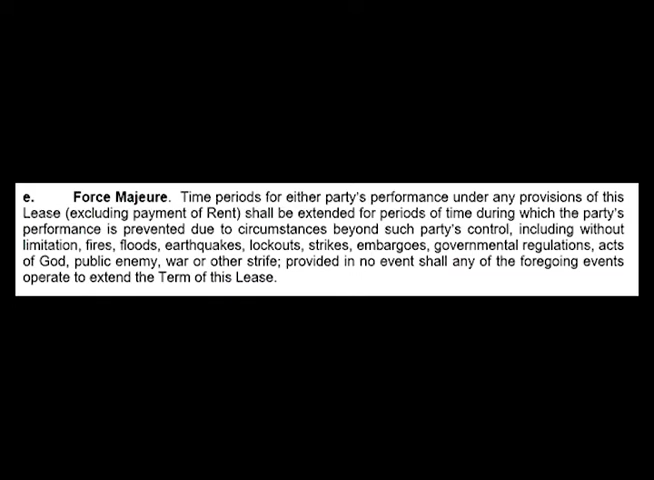 e. Force Majeure. Time periods for either party's performance under any provisions of this
Lease (excluding payment of Rent) shall be extended for periods of time during which the party's
performance is prevented due to circumstances beyond such party's control, including without
limitation, fires, floods, earthquakes, lockouts, strikes, embargoes, governmental regulations, acts
of God, public enemy, war or other strife; provided in no event shall any of the foregoing events
operate to extend the Term of this Lease.